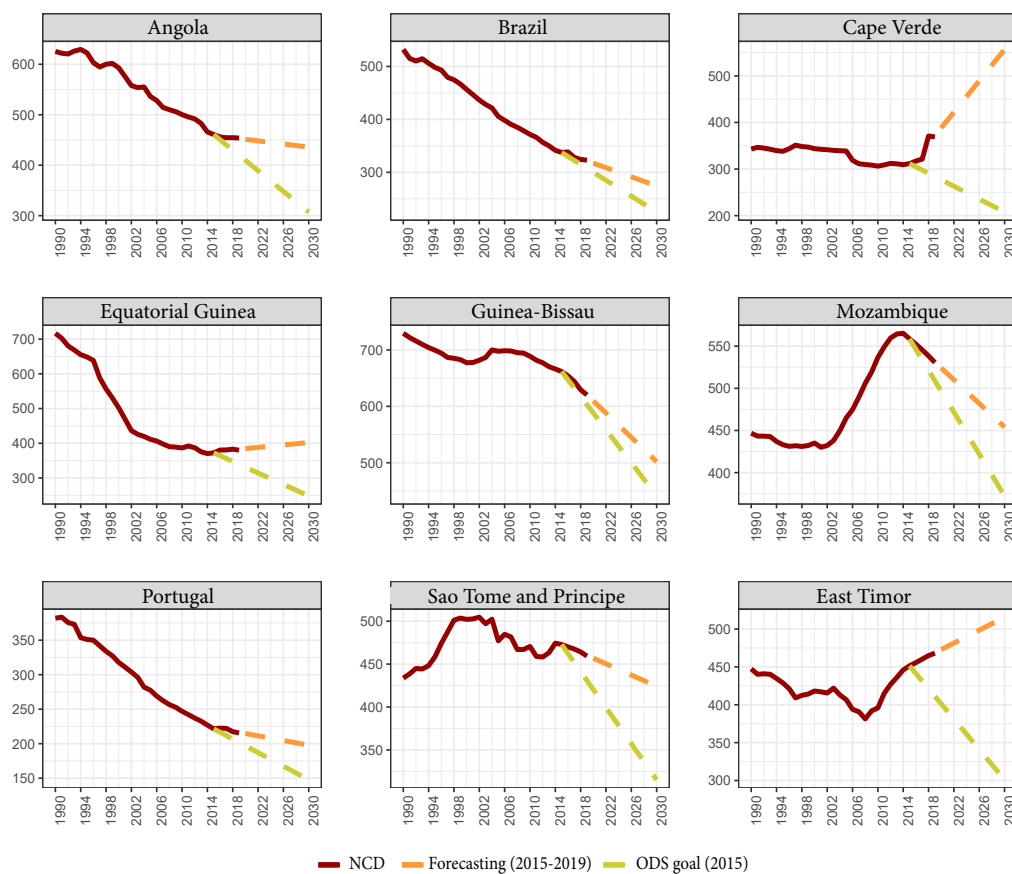 Angola Brazil Cape Verde
600
500
400
300
500
400
300
500
400
300
200
1990 1994 1998 2002 2006 2010 2014 2018 2022 2026 2030
1990 1994 1998 2002 2006 2010 2014 2018 2022 2026 2030
1990 1994 1998 2002 2006 2010 2014 2018 2022 2026 2030
Equatorial Guinea Guinea-Bissau Mozambique
700
600
500
400
300
700
600
500
550
500
450
400
1990 1994 1998 2002 2006 2010 2014 2018 2022 2026 2030
1990 1994 1998 2002 2006 2010 2014 2018 2022 2026 2030
1990 1994 1998 2002 2006 2010 2014 2018 2022 2026 2030
Portugal Sao Tome and Principe East Timor
350
300
250
200
150
500
450
400
350
500
450
400
350
300
1990 1994 1998 2002 2006 2010 2014 2018 2022 2026 2030
1990 1994 1998 2002 2006 2010 2014 2018 2022 2026 2030
1990 1994 1998 2002 2006 2010 2014 2018 2022 2026 2030
NCD Forecasting (2015-2019) ODS goal (2015)